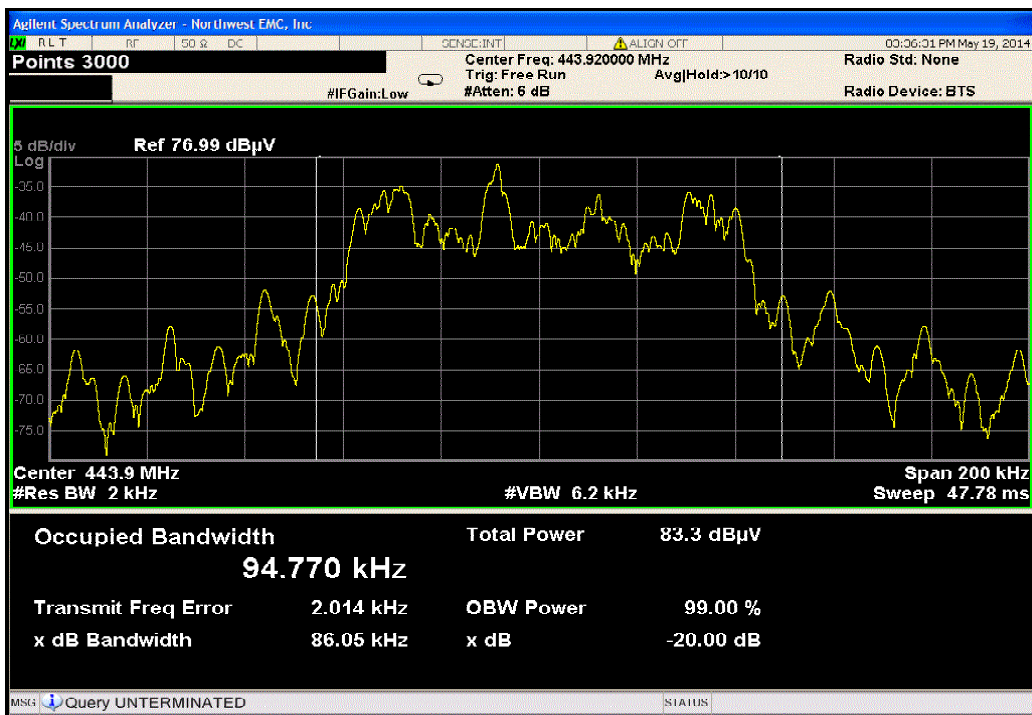 Agilent Spectrum Analyzer - Northwest EMC, Inc
LXI RLT RF 50 Ω DC SENSE:INT ALIGN OFF 03:36:31 PM May 19, 2014
Points 3000 Center Freq: 443.920000 MHz Radio Std: None
Trig: Free Run Avg|Hold:>10/10
#IFGain:Low #Atten: 6 dB Radio Device: BTS
5 dB/div Ref 76.99 dBµV
Log
-35.0
-40.0
-45.0
-50.0
-55.0
-60.0
-65.0
-70.0
-75.0
Center 443.9 MHz Span 200 kHz
#Res BW 2 kHz #VBW 6.2 kHz Sweep 47.78 ms
Occupied Bandwidth Total Power 83.3 dBµV
94.770 kHz
Transmit Freq Error 2.014 kHz OBW Power 99.00 %
x dB Bandwidth 86.05 kHz x dB -20.00 dB
MSG Query UNTERMINATED STATUS